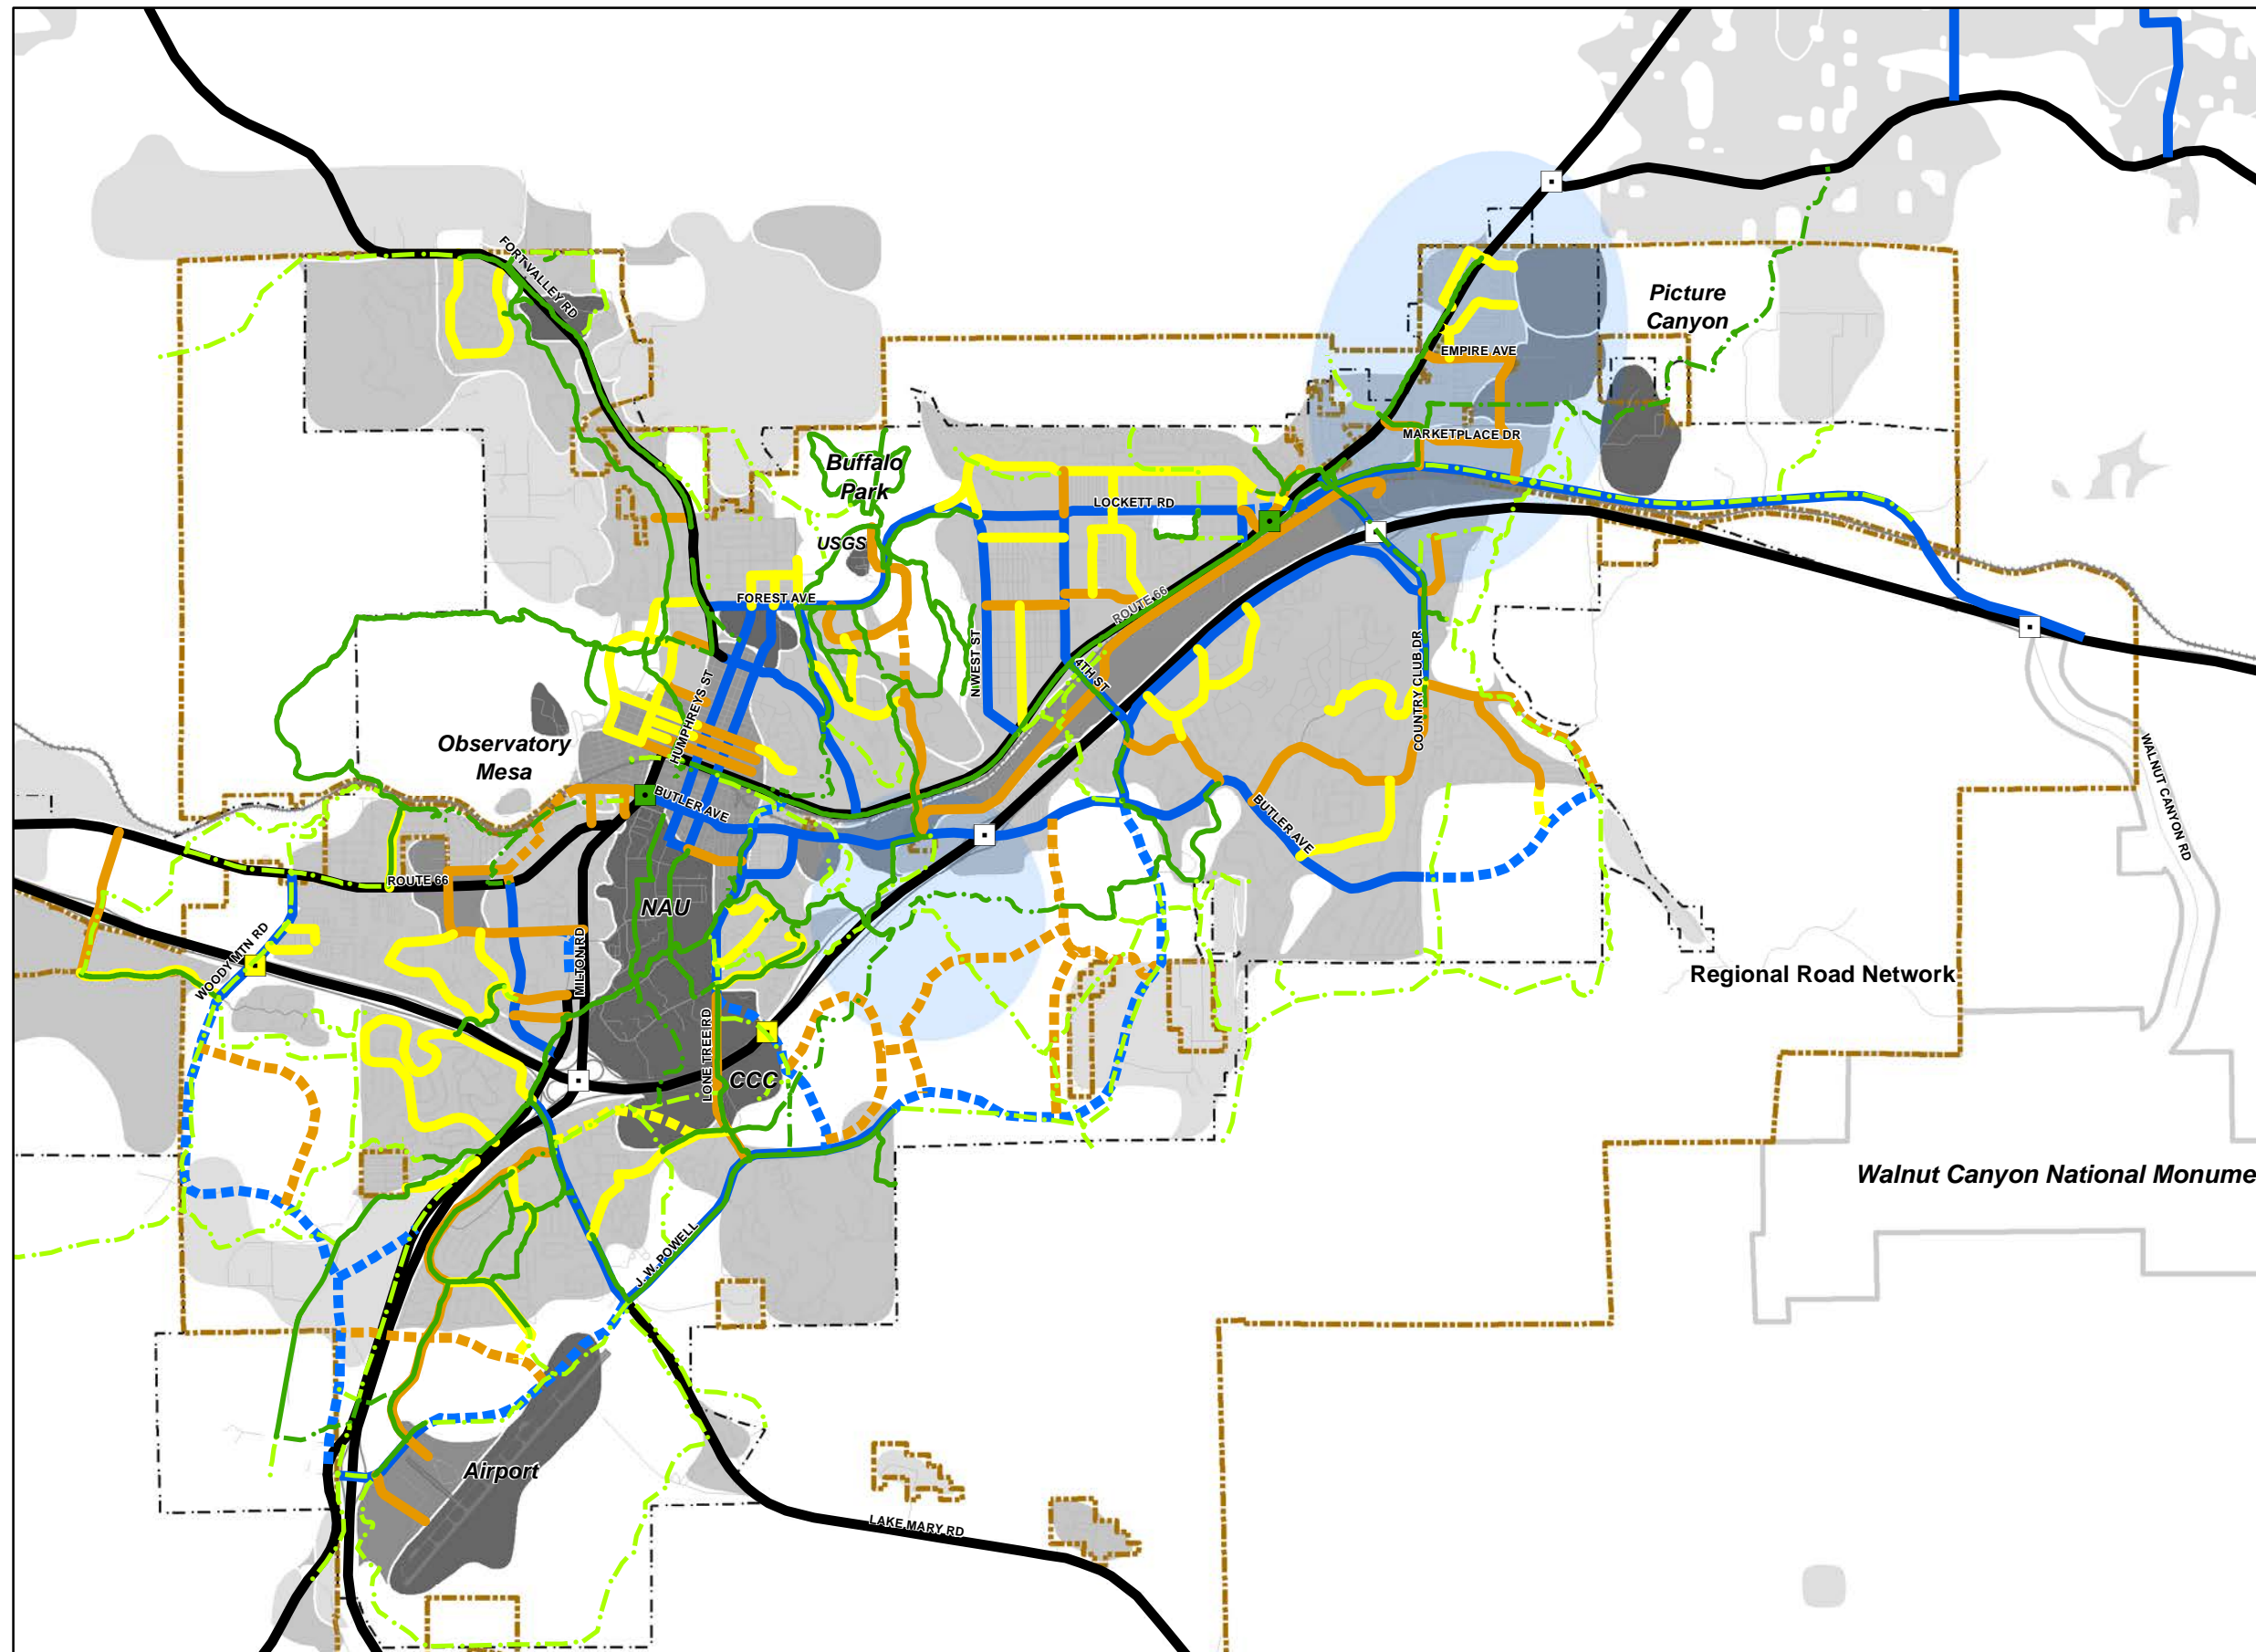 FORT VALLEY RD
Picture
Canyon
EMPIRE AVE
MARKETPLACE DR
Buffalo
Park
LOCKETT RD
USGS
FOREST AVE
ROUTE 66
N WEST ST
4TH ST
COUNTRY CLUB DR
HUMPHREYS ST
Observatory
Mesa
WALNUT CANYON RD
BUTLER AVE
BUTLER AVE
ROUTE 66
NAU
WOODY MTN RD
MILTON RD
Regional Road Network
LONE TREE RD
CCC
Walnut Canyon National Monume
J. W. POWELL
Airport
LAKE MARY RD